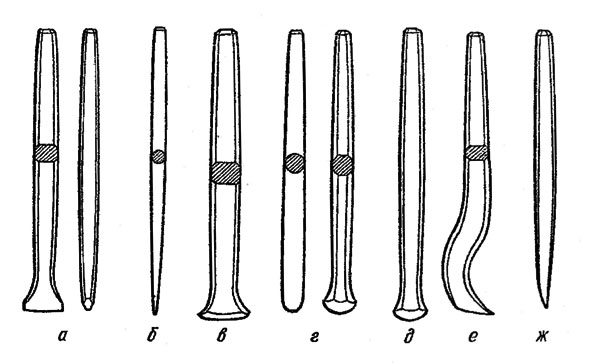 а б в г д е ж